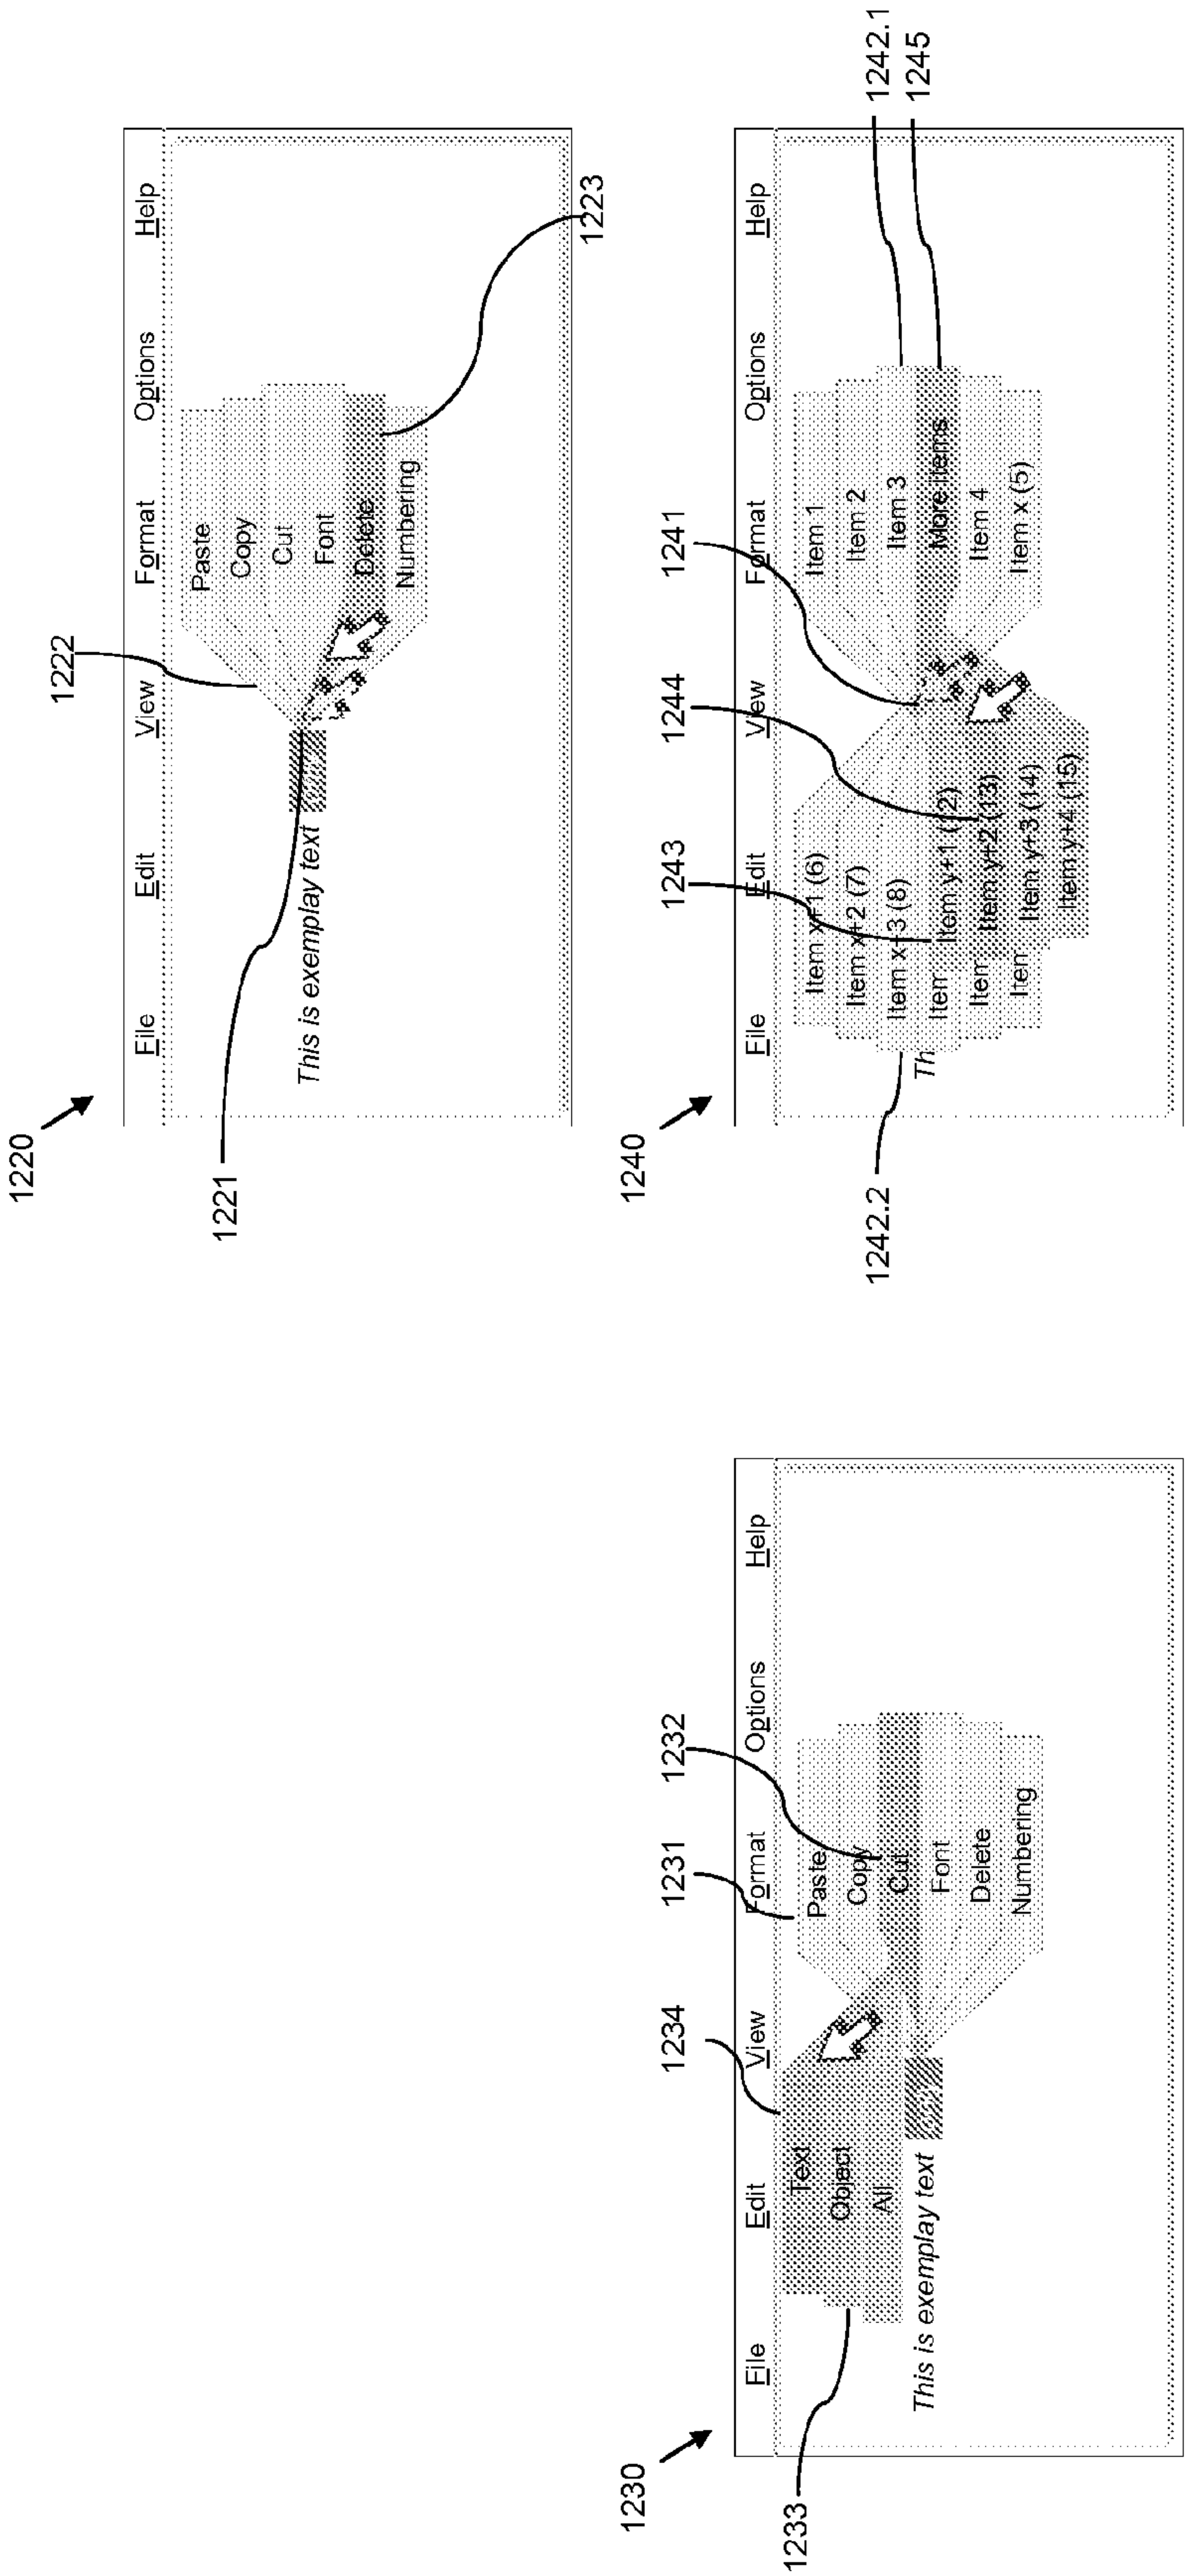 1220
1222
File Edit View Format Options Help
Paste
Copy
Cut
Font
Delete
Numbering
This is exemplay text
1221
1223
1230
1234 1231 1232
File Edit View Format Options Help
Text
Object
All
Paste
Copy
Cut
Font
Delete
Numbering
This is exemplay text
1233
1240
1243 1244 1241
1242.1
1245
File Edit View Format Options Help
Item x+1 (6)
Item x+2 (7)
Item x+3 (8)
Item
Item
Item
Item y+1 (12)
Item y+2 (13)
Item y+3 (14)
Item y+4 (15)
Item 1
Item 2
Item 3
More Items
Item 4
Item x (5)
Th
1242.2